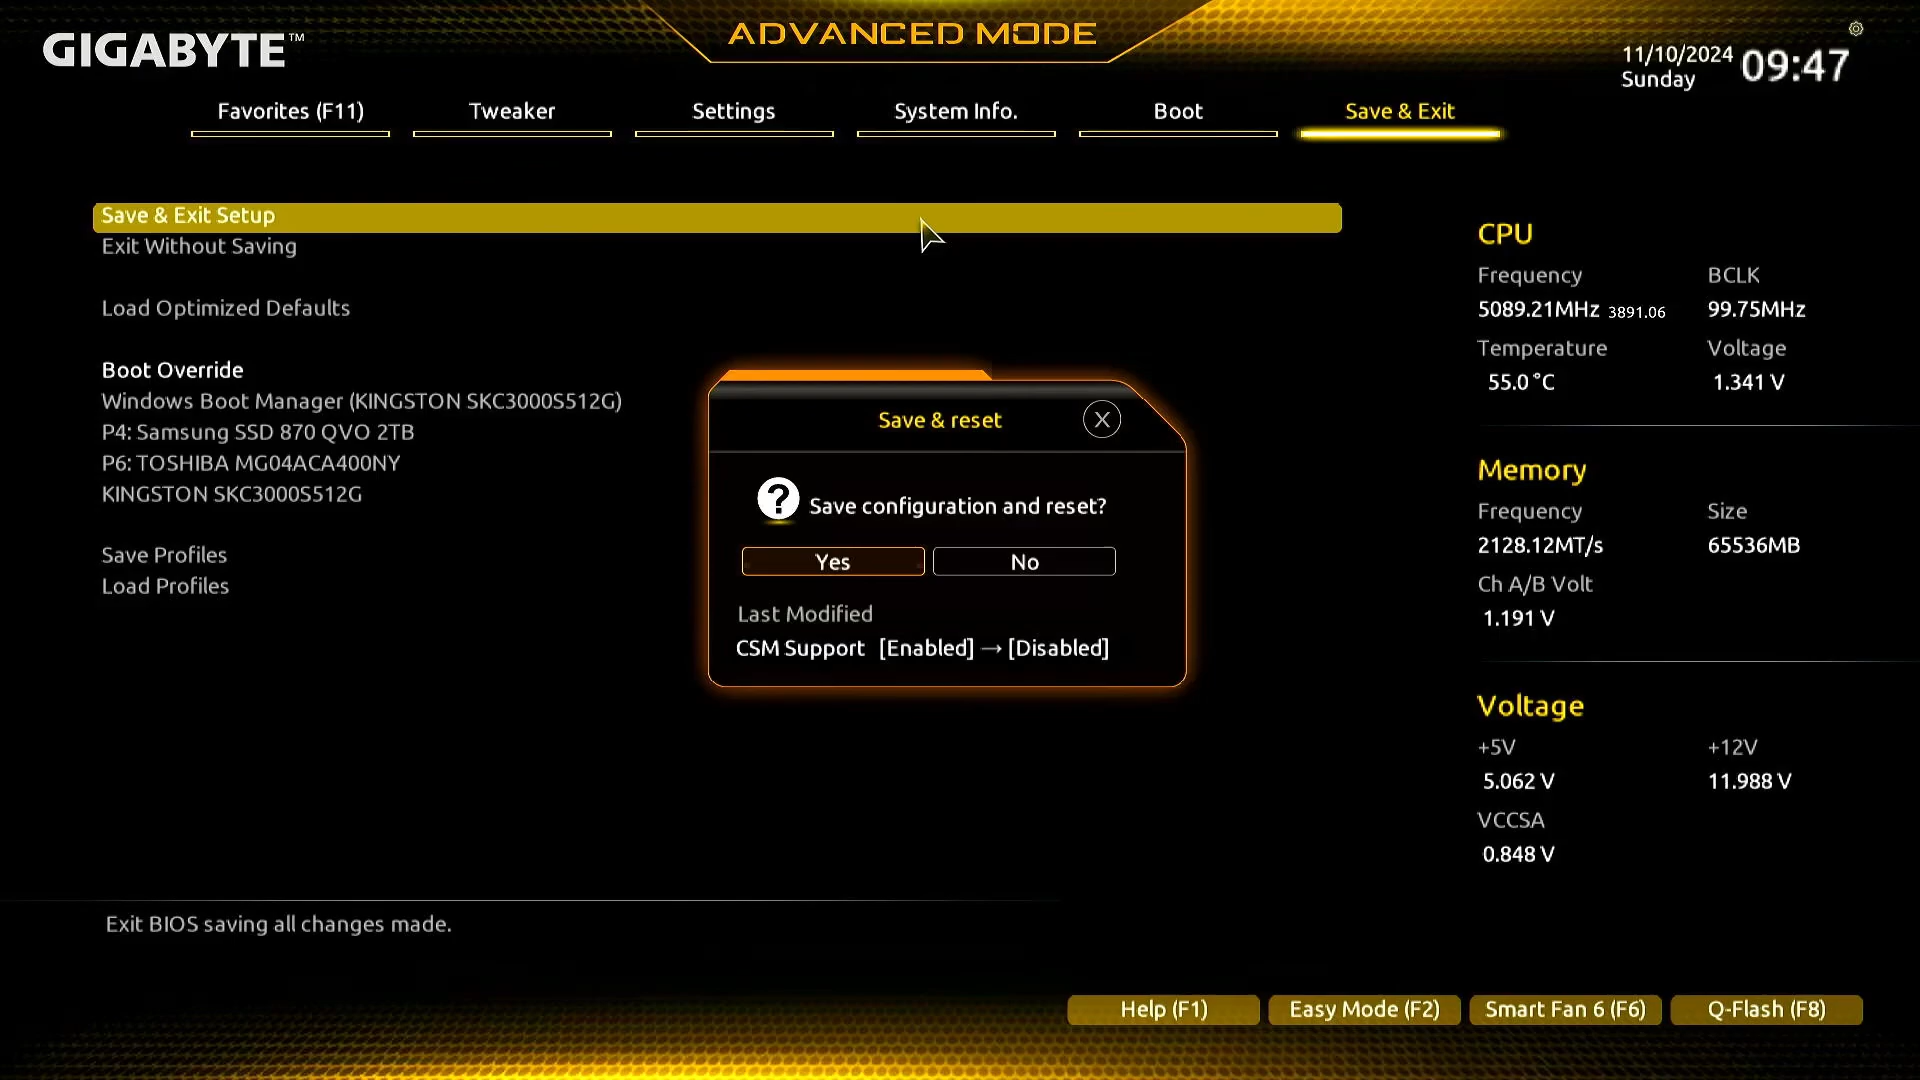 ADVANCED MODE
GIGABYTE™
11/10/2024
Sunday
09:47
Favorites (F11)
Tweaker
Settings
System Info.
Boot
Save & Exit
Save & Exit Setup
Exit Without Saving
Load Optimized Defaults
Boot Override
Windows Boot Manager (KINGSTON SKC3000S512G)
P4: Samsung SSD 870 QVO 2TB
P6: TOSHIBA MG04ACA400NY
KINGSTON SKC3000S512G
Save Profiles
Load Profiles
Save & reset
X
? Save configuration and reset?
Yes
No
Last Modified
CSM Support [Enabled] → [Disabled]
CPU
Frequency
BCLK
5089.21MHz 3891.06
99.75MHz
Temperature
Voltage
55.0 °C
1.341 V
Memory
Frequency
Size
2128.12MT/s
65536MB
Ch A/B Volt
1.191 V
Voltage
+5V
+12V
5.062 V
11.988 V
VCCSA
0.848 V
Exit BIOS saving all changes made.
Help (F1)
Easy Mode (F2)
Smart Fan 6 (F6)
Q-Flash (F8)